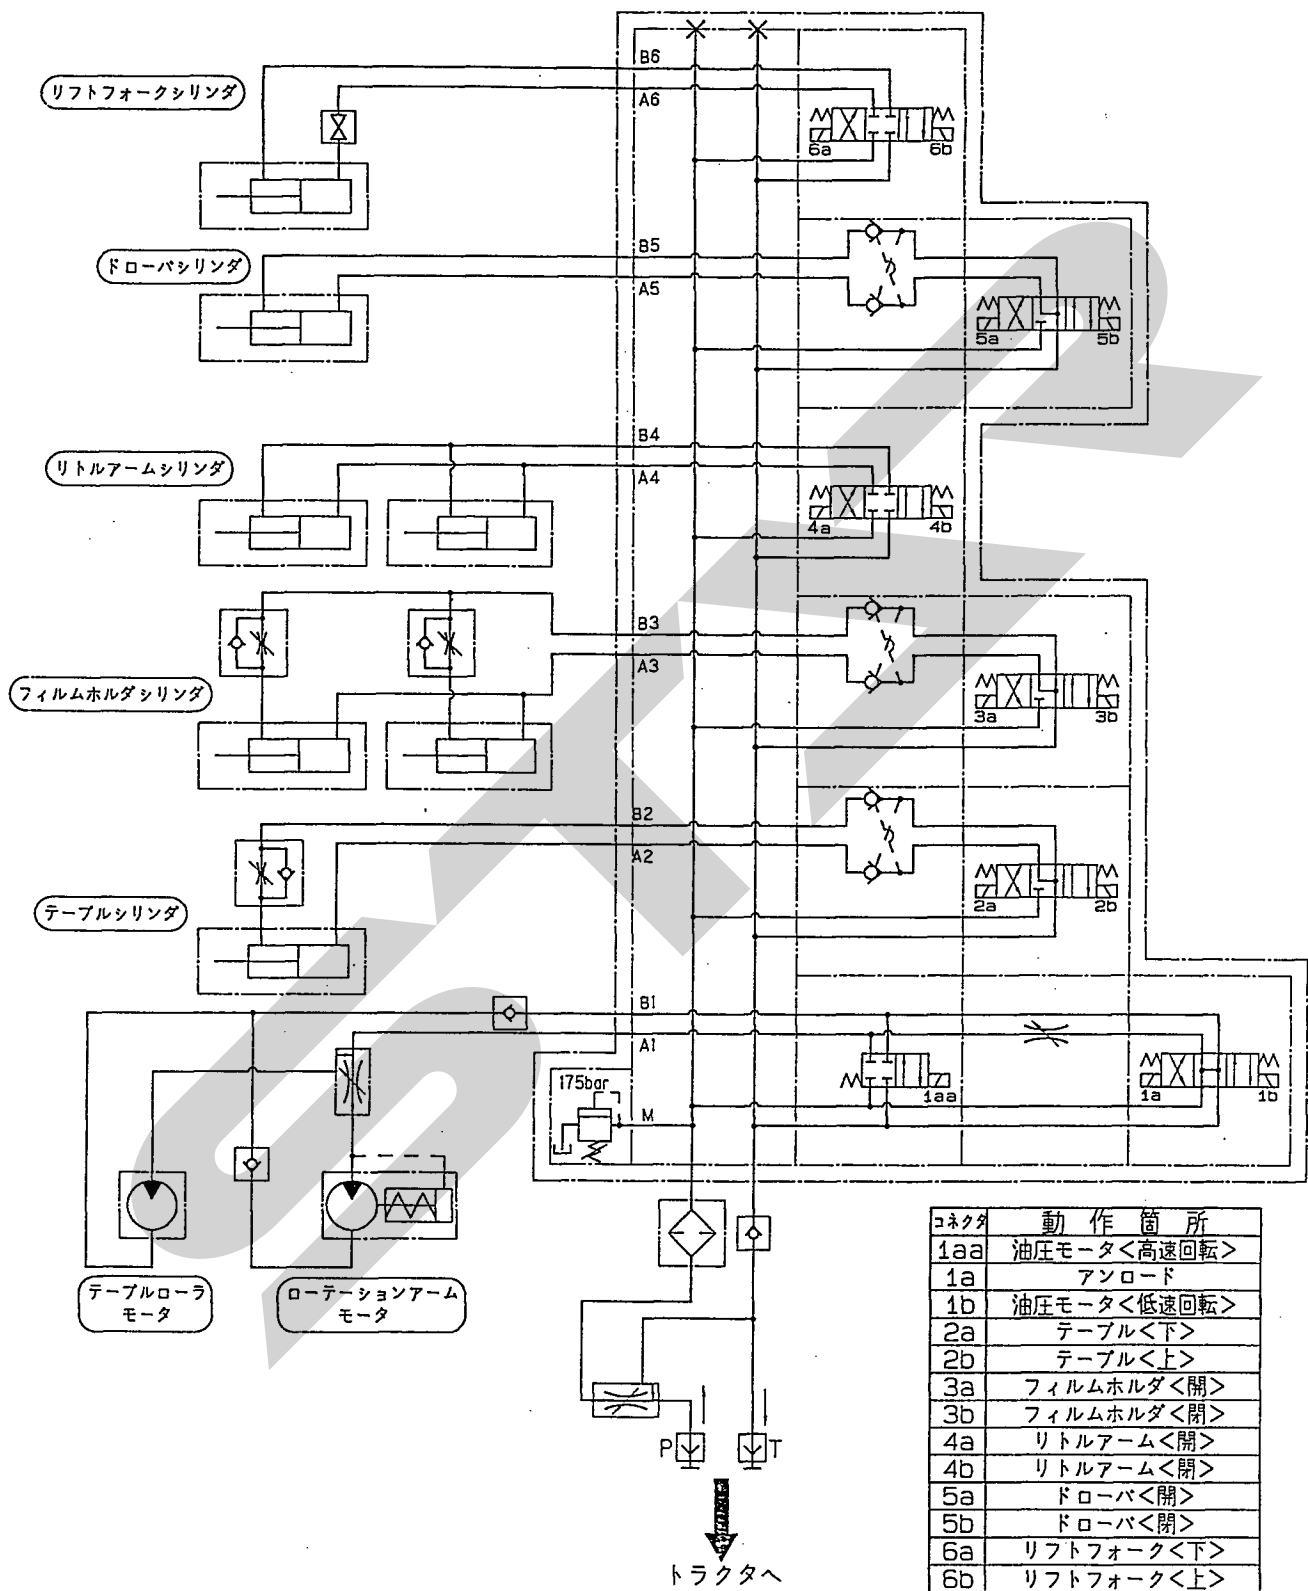 B6
リフトフォークシリンダ
A6
6a 6b
B5
ドローバシリンダ
A5
5a 5b
B4
リトルアームシリンダ
A4
4a 4b
B3
A3
フィルムホルダシリンダ
3a 3b
B2
A2
テーブルシリンダ
2a 2b
B1
A1
175bar
1aa
1a 1b
M
テーブルローラ
モータ
ローテーションアーム
モータ
P T
トラクタへ
コネクタ 動作箇所
1aa 油圧モータ<高速回転>
1a アンロード
1b 油圧モータ<低速回転>
2a テーブル<下>
2b テーブル<上>
3a フィルムホルダ<開>
3b フィルムホルダ<閉>
4a リトルアーム<開>
4b リトルアーム<閉>
5a ドローバ<開>
5b ドローバ<閉>
6a リフトフォーク<下>
6b リフトフォーク<上>
STAR